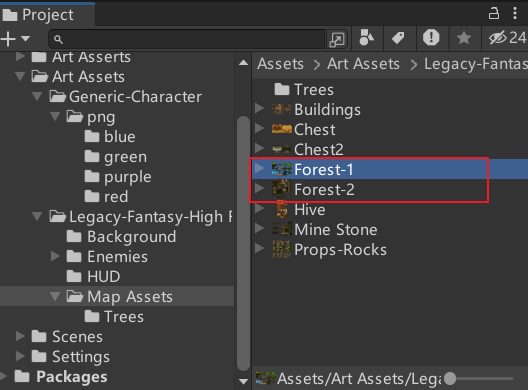 Project
24
Art Asserts
Art Assets
Generic-Character
png
blue
green
purple
red
Legacy-Fantasy-High F
Background
Enemies
HUD
Map Assets
Trees
Scenes
Settings
Packages
Assets > Art Assets > Legacy-Fantas
Trees
Buildings
Chest
Chest2
Forest-1
Forest-2
Hive
Mine Stone
Props-Rocks
Assets/Art Assets/Lega